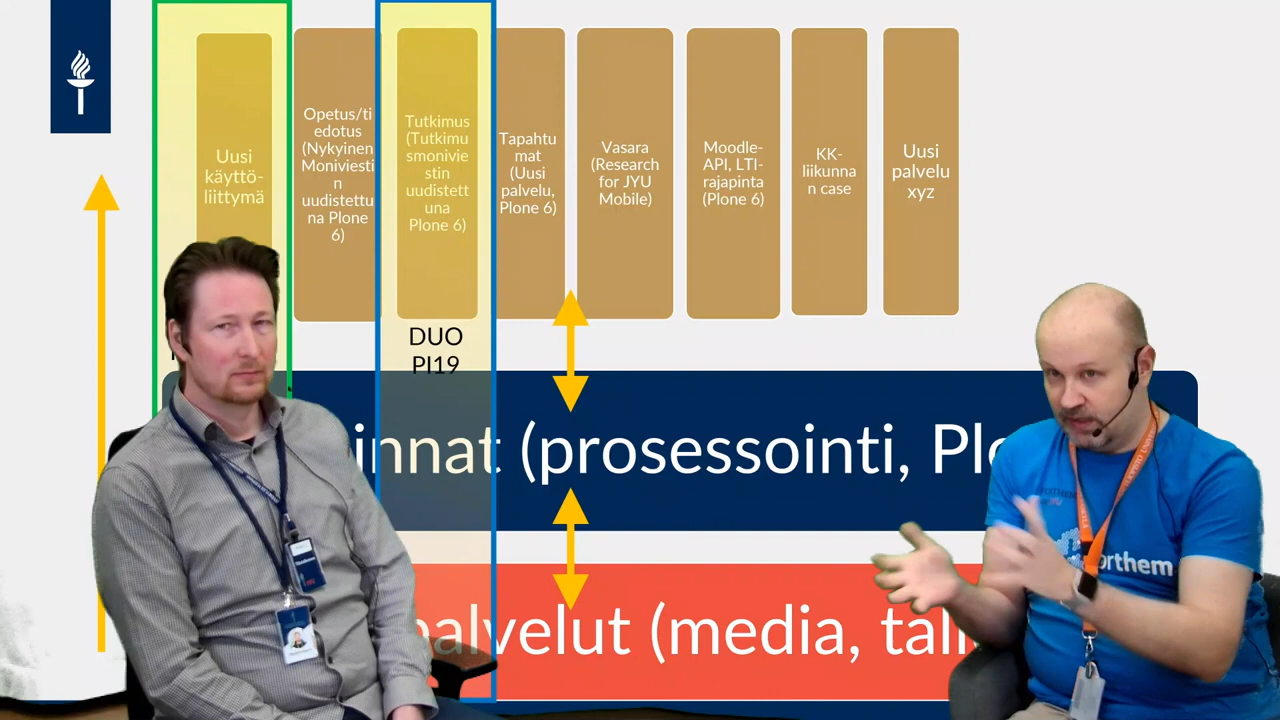 Uusi
käyttö-
liittymä
Opetus/ti
edotus
(Nykyinen
Moniviesti
n
uudistettu
na Plone
6)
Tutkimus
(Tutkimu
smonivie
stin
uudistett
una
Plone 6)
Tapahtu
mat
(Uusi
palvelu,
Plone 6)
Vasara
(Research
for JYU
Mobile)
Moodle-
API, LTI-
rajapinta
(Plone 6)
KK-
liikunna
n case
Uusi
palvelu
xyz
DUO
PI19
innat (prosessointi, Plo
palvelut (media, tall
orthem